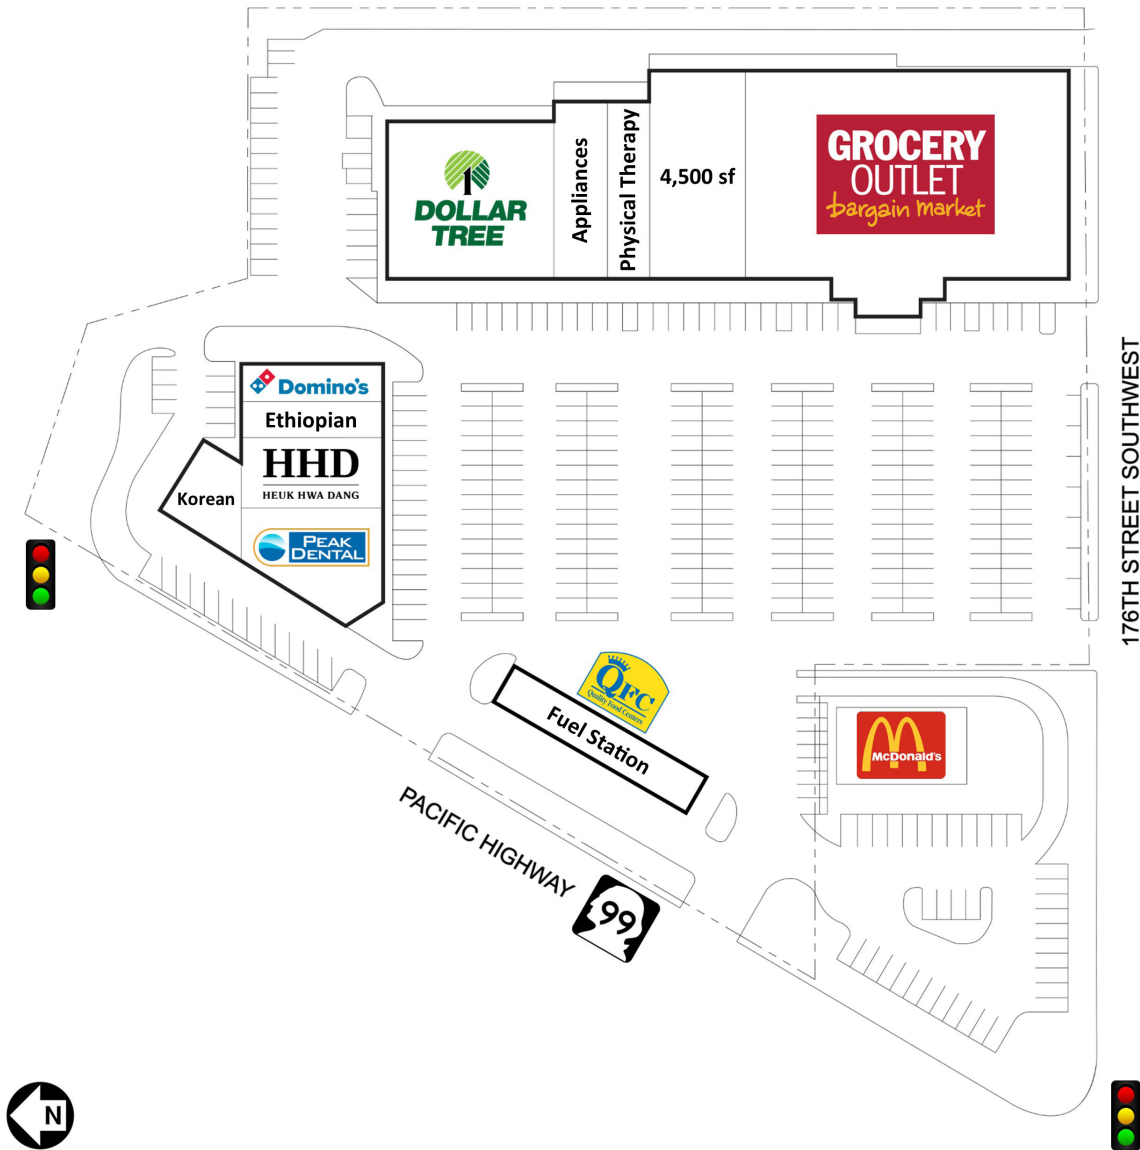 GROCERY
OUTLET
bargain market
4,500 sf
Physical Therapy
Appliances
1
DOLLAR
TREE
Domino's
Ethiopian
HHD
HEUK HWA DANG
Korean
PEAK
DENTAL
176TH STREET SOUTHWEST
QFC
Quality Food Centers
Fuel Station
McDonald's
PACIFIC HIGHWAY
99
N